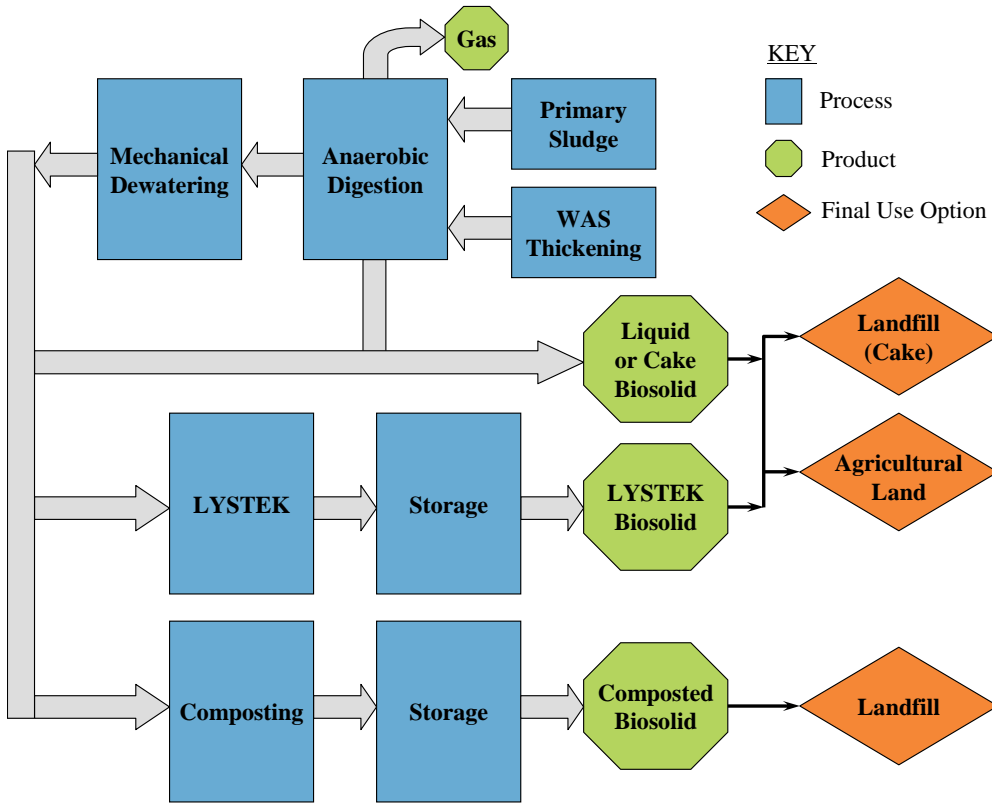 Gas
KEY
Process
Product
Final Use Option
Primary
Sludge
Mechanical
Dewatering
Anaerobic
Digestion
WAS
Thickening
Liquid
or Cake
Biosolid
Landfill
(Cake)
LYSTEK
Storage
LYSTEK
Biosolid
Agricultural
Land
Composting
Storage
Composted
Biosolid
Landfill